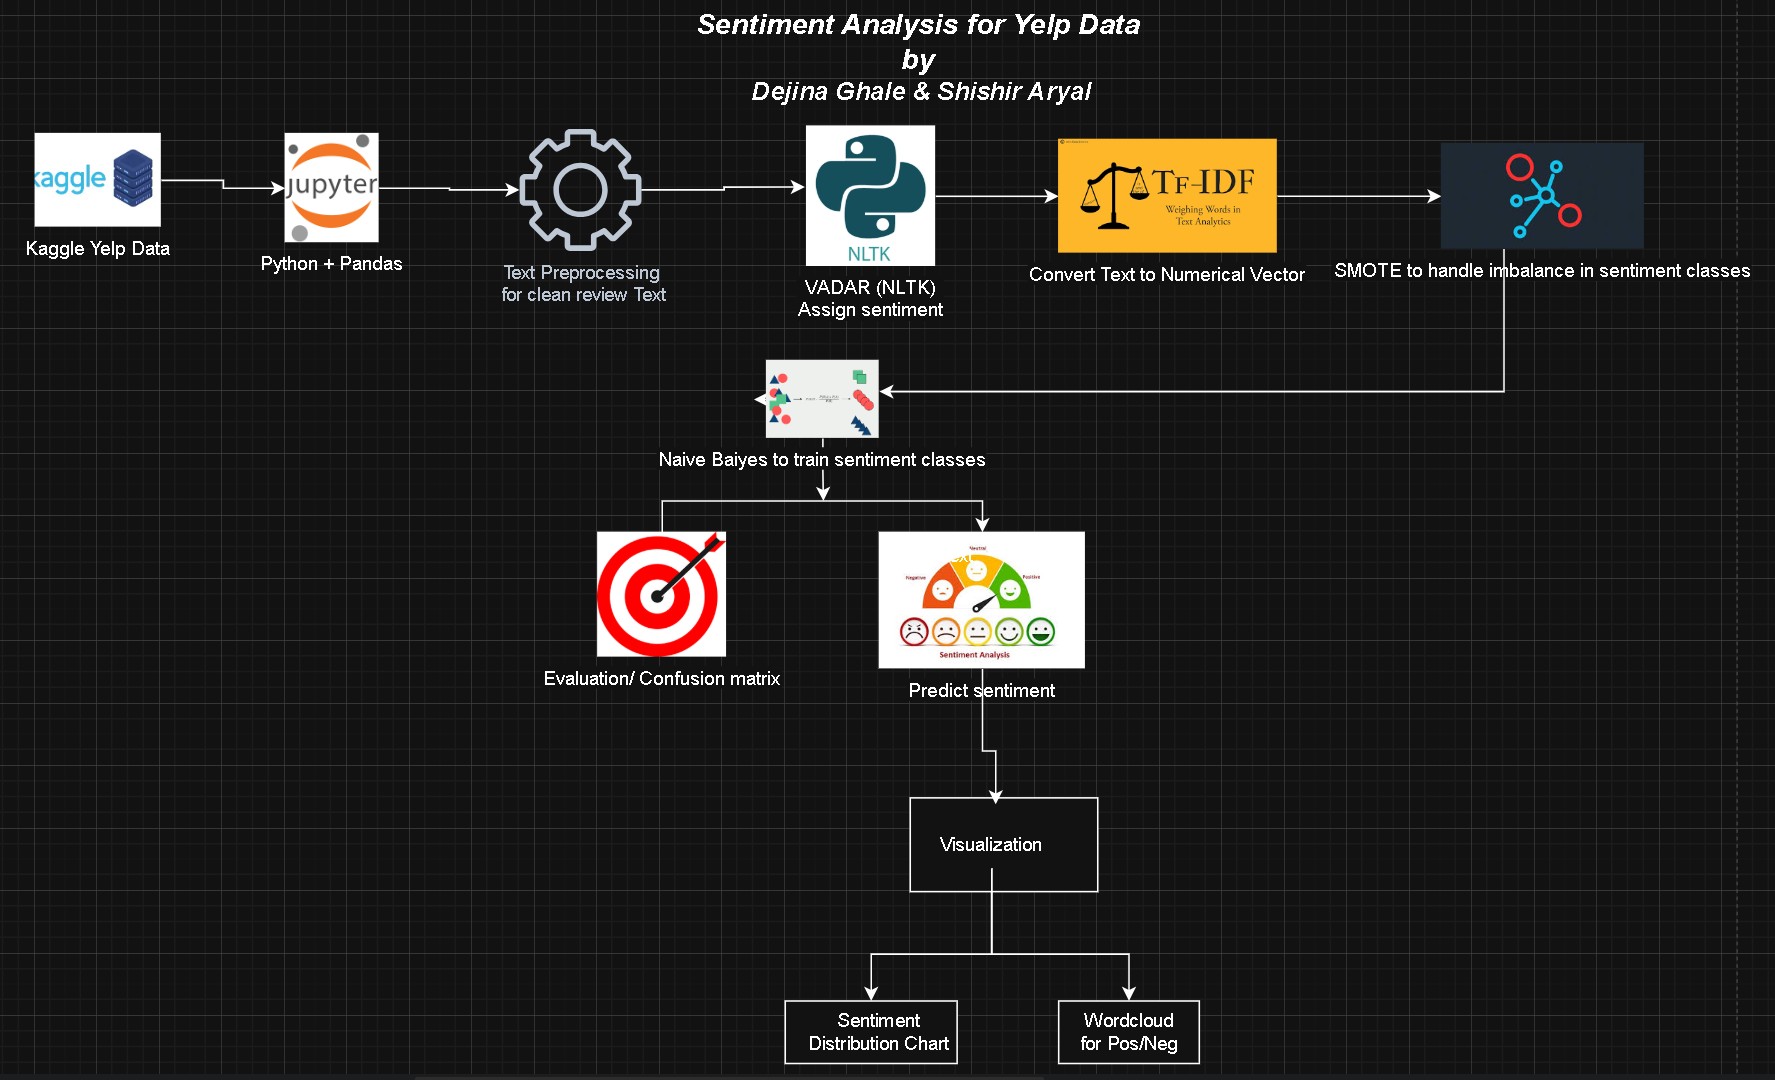 Sentiment Analysis for Yelp Data
by
Dejina Ghale & Shishir Aryal
kaggle
Kaggle Yelp Data
jupyter
Python + Pandas
Text Preprocessing
for clean review Text
NLTK
VADAR (NLTK)
Assign sentiment
TF-IDF
Weighing Words in
Text Analytics
Convert Text to Numerical Vector
SMOTE to handle imbalance in sentiment classes
Naive Baiyes to train sentiment classes
Evaluation/ Confusion matrix
Neutral
Negative
Positive
Sentiment Analysis
Predict sentiment
Visualization
Sentiment
Distribution Chart
Wordcloud
for Pos/Neg